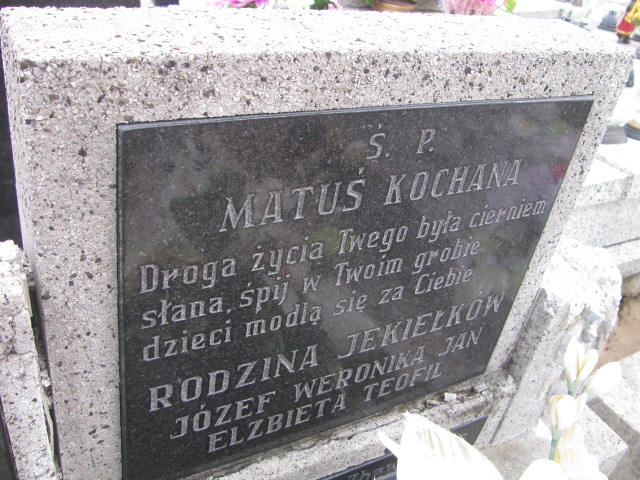 Ś. P.
MATUŚ KOCHANA
Droga życia Twego była cierniem
słana, śpij w Twoim grobie
dzieci modlą się za Ciebie
RODZINA JEKIEŁKÓW
JÓZEF WERONIKA JAN
ELZBIETA TEOFIL